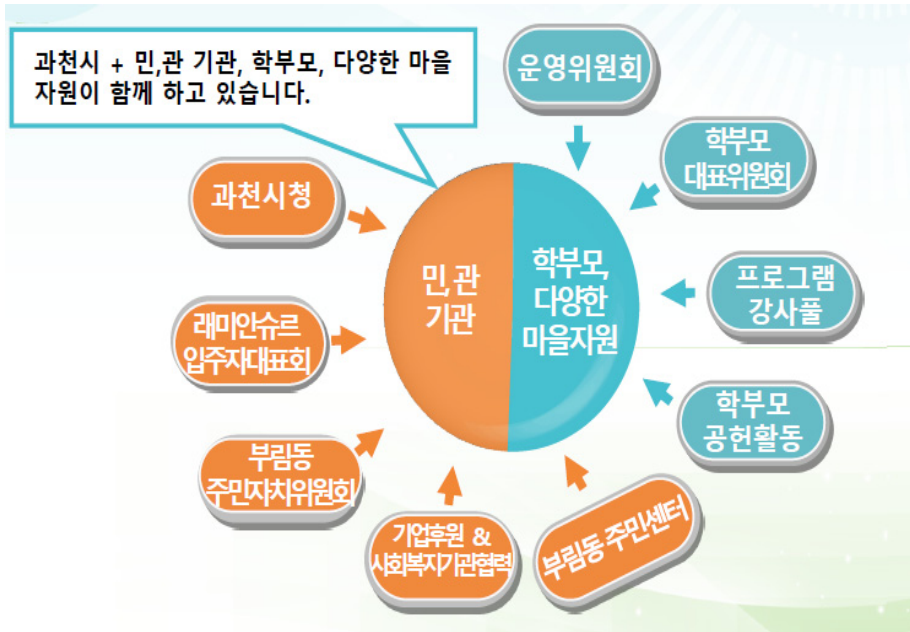 과천시 + 민,관 기관, 학부모, 다양한 마을
자원이 함께 하고 있습니다.
운영위원회
학부모
대표위원회
프로그램
강사풀
학부모
공헌활동
과천시청
래미안슈르
입주자대표회
부림동
주민자치위원회
기업후원 &
사회복지기관협력
부림동 주민센터
민,관
기관
학부모,
다양한
마을자원